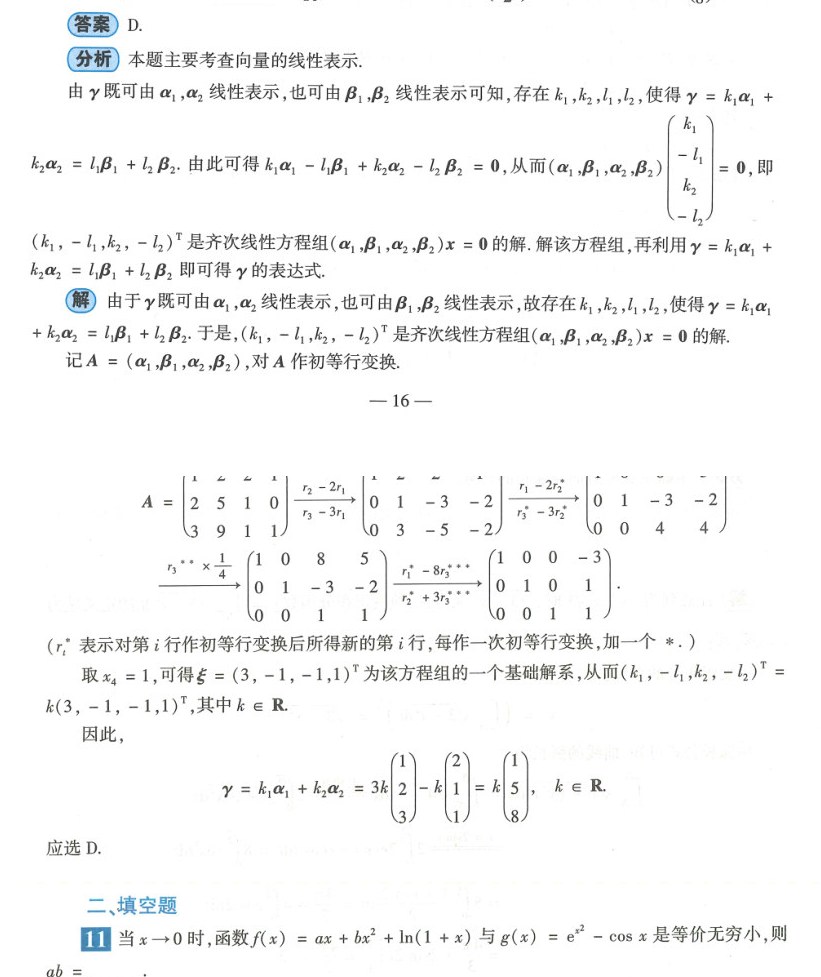 答案 D.
分析 本题主要考查向量的线性表示.
由 γ 既可由 α₁,α₂ 线性表示,也可由 β₁,β₂ 线性表示可知,存在 k₁,k₂,l₁,l₂,使得 γ = k₁α₁ +
k₂α₂ = l₁β₁ + l₂β₂. 由此可得 k₁α₁ - l₁β₁ + k₂α₂ - l₂β₂ = 0,从而(α₁,β₁,α₂,β₂)(k₁ -l₁ k₂ -l₂) = 0,即
(k₁, - l₁,k₂, - l₂)ᵀ 是齐次线性方程组(α₁,β₁,α₂,β₂)x = 0 的解. 解该方程组,再利用 γ = k₁α₁ +
k₂α₂ = l₁β₁ + l₂β₂ 即可得 γ 的表达式.
解 由于 γ 既可由 α₁,α₂ 线性表示,也可由 β₁,β₂ 线性表示,故存在 k₁,k₂,l₁,l₂,使得 γ = k₁α₁
+ k₂α₂ = l₁β₁ + l₂β₂. 于是,(k₁, - l₁,k₂, - l₂)ᵀ 是齐次线性方程组(α₁,β₁,α₂,β₂)x = 0 的解.
记 A = (α₁,β₁,α₂,β₂),对 A 作初等行变换.
— 16 —
r₂ - 2r₁ r₁ - 2r₂*
A = 2 5 1 0 → 0 1 -3 -2 → 0 1 -3 -2
r₃ - 3r₁ r₃* - 3r₂*
3 9 1 1 0 3 -5 -2 0 0 4 4
r₃** × 1/4 1 0 8 5 r₁* - 8r₃*** 1 0 0 -3
→ 0 1 -3 -2 → 0 1 0 1 .
0 0 1 1 r₂* + 3r₃*** 0 0 1 1
(rᵢ* 表示对第 i 行作初等行变换后所得新的第 i 行,每作一次初等行变换,加一个 *.)
取 x₄ = 1,可得 ξ = (3, -1, -1,1)ᵀ 为该方程组的一个基础解系,从而(k₁, - l₁,k₂, - l₂)ᵀ =
k(3, -1, -1,1)ᵀ,其中 k ∈ R.
因此,
γ = k₁α₁ + k₂α₂ = 3k(1 2 3) - k(2 1 1) = k(1 5 8), k ∈ R.
应选 D.
二、填空题
11 当 x→0 时,函数 f(x) = ax + bx² + ln(1 + x) 与 g(x) = e^{x²} - cos x 是等价无穷小,则
ab = .